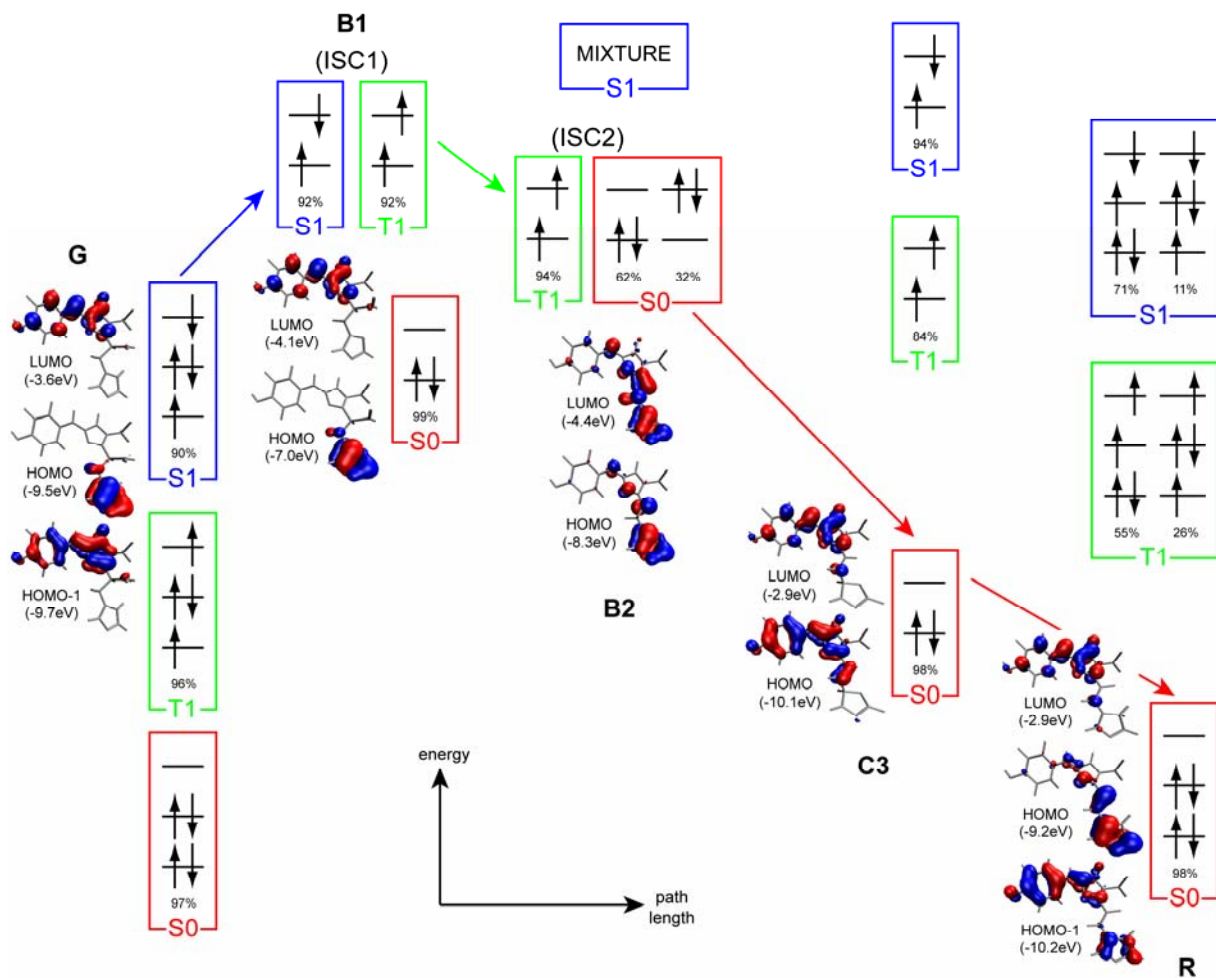 B1
(ISC1)
92%
S1
92%
T1
MIXTURE
S1
(ISC2)
94%
T1
62%
32%
S0
94%
S1
84%
T1
71%
11%
S1
55%
26%
T1
G
LUMO
(-3.6eV)
HOMO
(-9.5eV)
HOMO-1
(-9.7eV)
90%
S1
96%
T1
97%
S0
LUMO
(-4.1eV)
HOMO
(-7.0eV)
99%
S0
LUMO
(-4.4eV)
HOMO
(-8.3eV)
B2
LUMO
(-2.9eV)
HOMO
(-10.1eV)
98%
S0
C3
LUMO
(-2.9eV)
HOMO
(-9.2eV)
HOMO-1
(-10.2eV)
98%
S0
R
energy
path
length